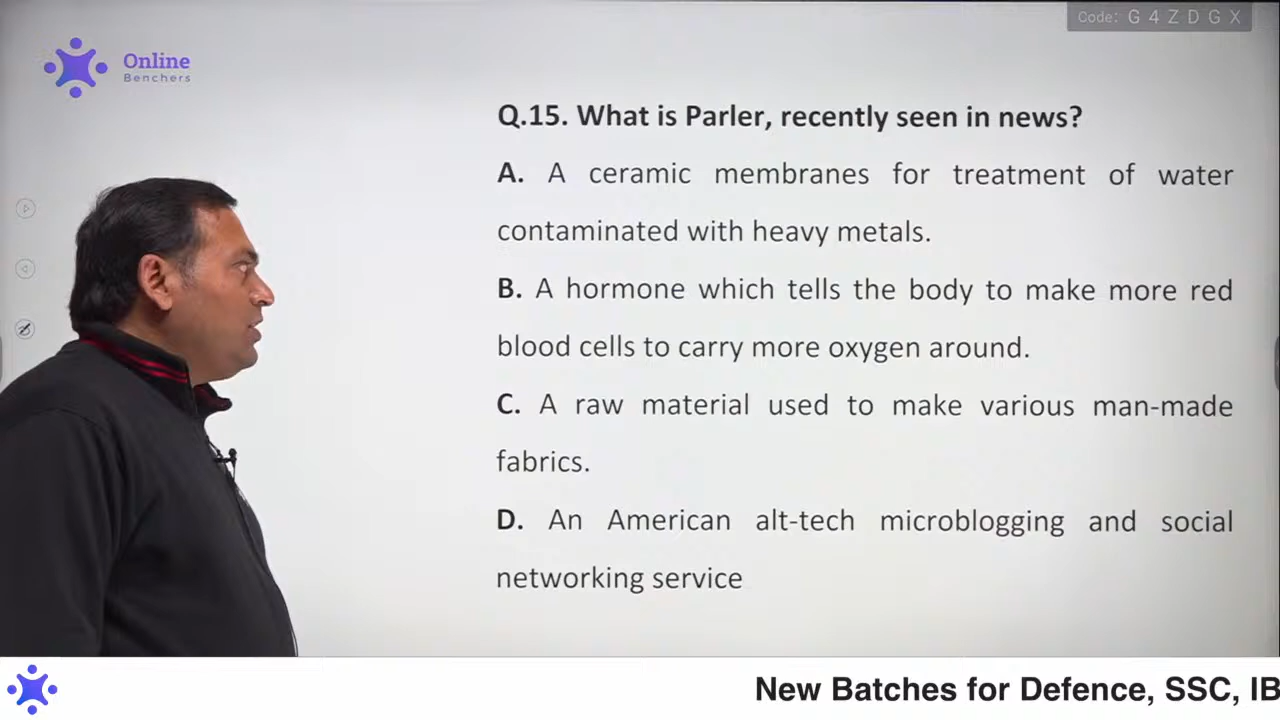 Code: G 4 Z D G X
Online
Benchers
Q.15. What is Parler, recently seen in news?
A. A ceramic membranes for treatment of water
contaminated with heavy metals.
B. A hormone which tells the body to make more red
blood cells to carry more oxygen around.
C. A raw material used to make various man-made
fabrics.
D. An American alt-tech microblogging and social
networking service
New Batches for Defence, SSC, IB